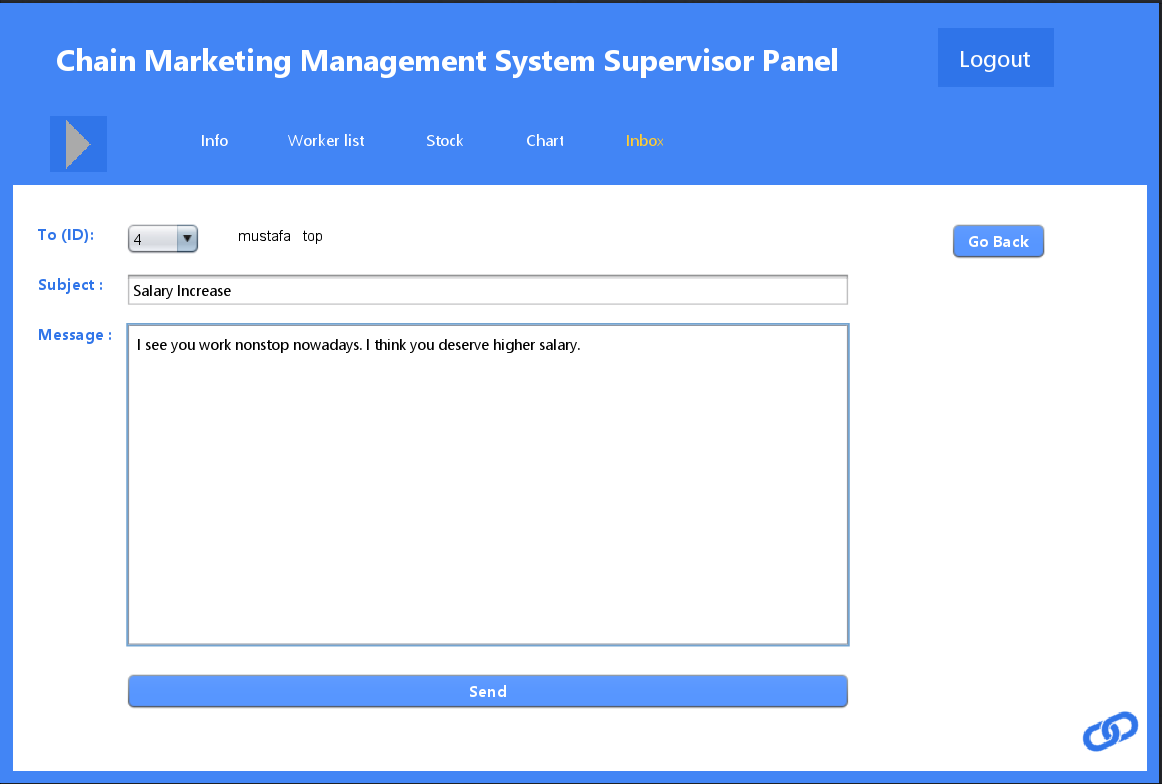 Chain Marketing Management System Supervisor Panel
Logout
Info Worker list Stock Chart Inbox
To (ID): 4 mustafa top
Go Back
Subject : Salary Increase
Message :
I see you work nonstop nowadays. I think you deserve higher salary.
Send